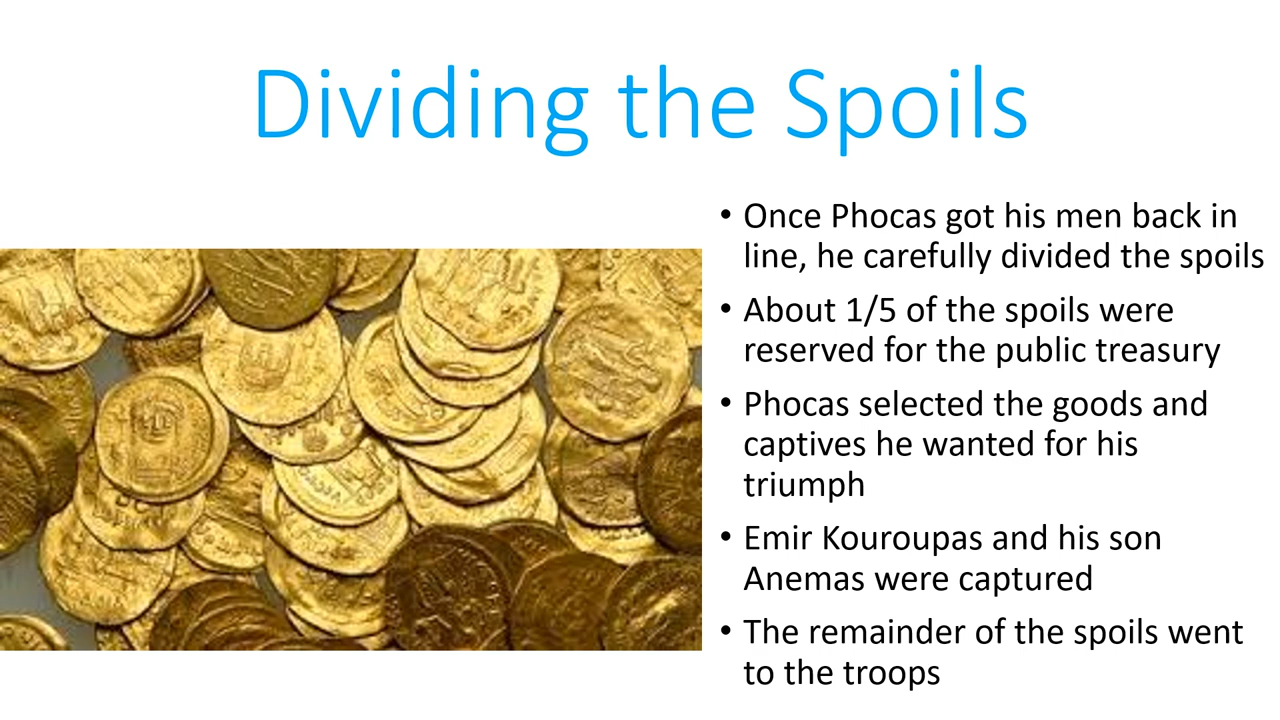 Dividing the Spoils
• Once Phocas got his men back in
line, he carefully divided the spoils
• About 1/5 of the spoils were
reserved for the public treasury
• Phocas selected the goods and
captives he wanted for his
triumph
• Emir Kouroupas and his son
Anemas were captured
• The remainder of the spoils went
to the troops